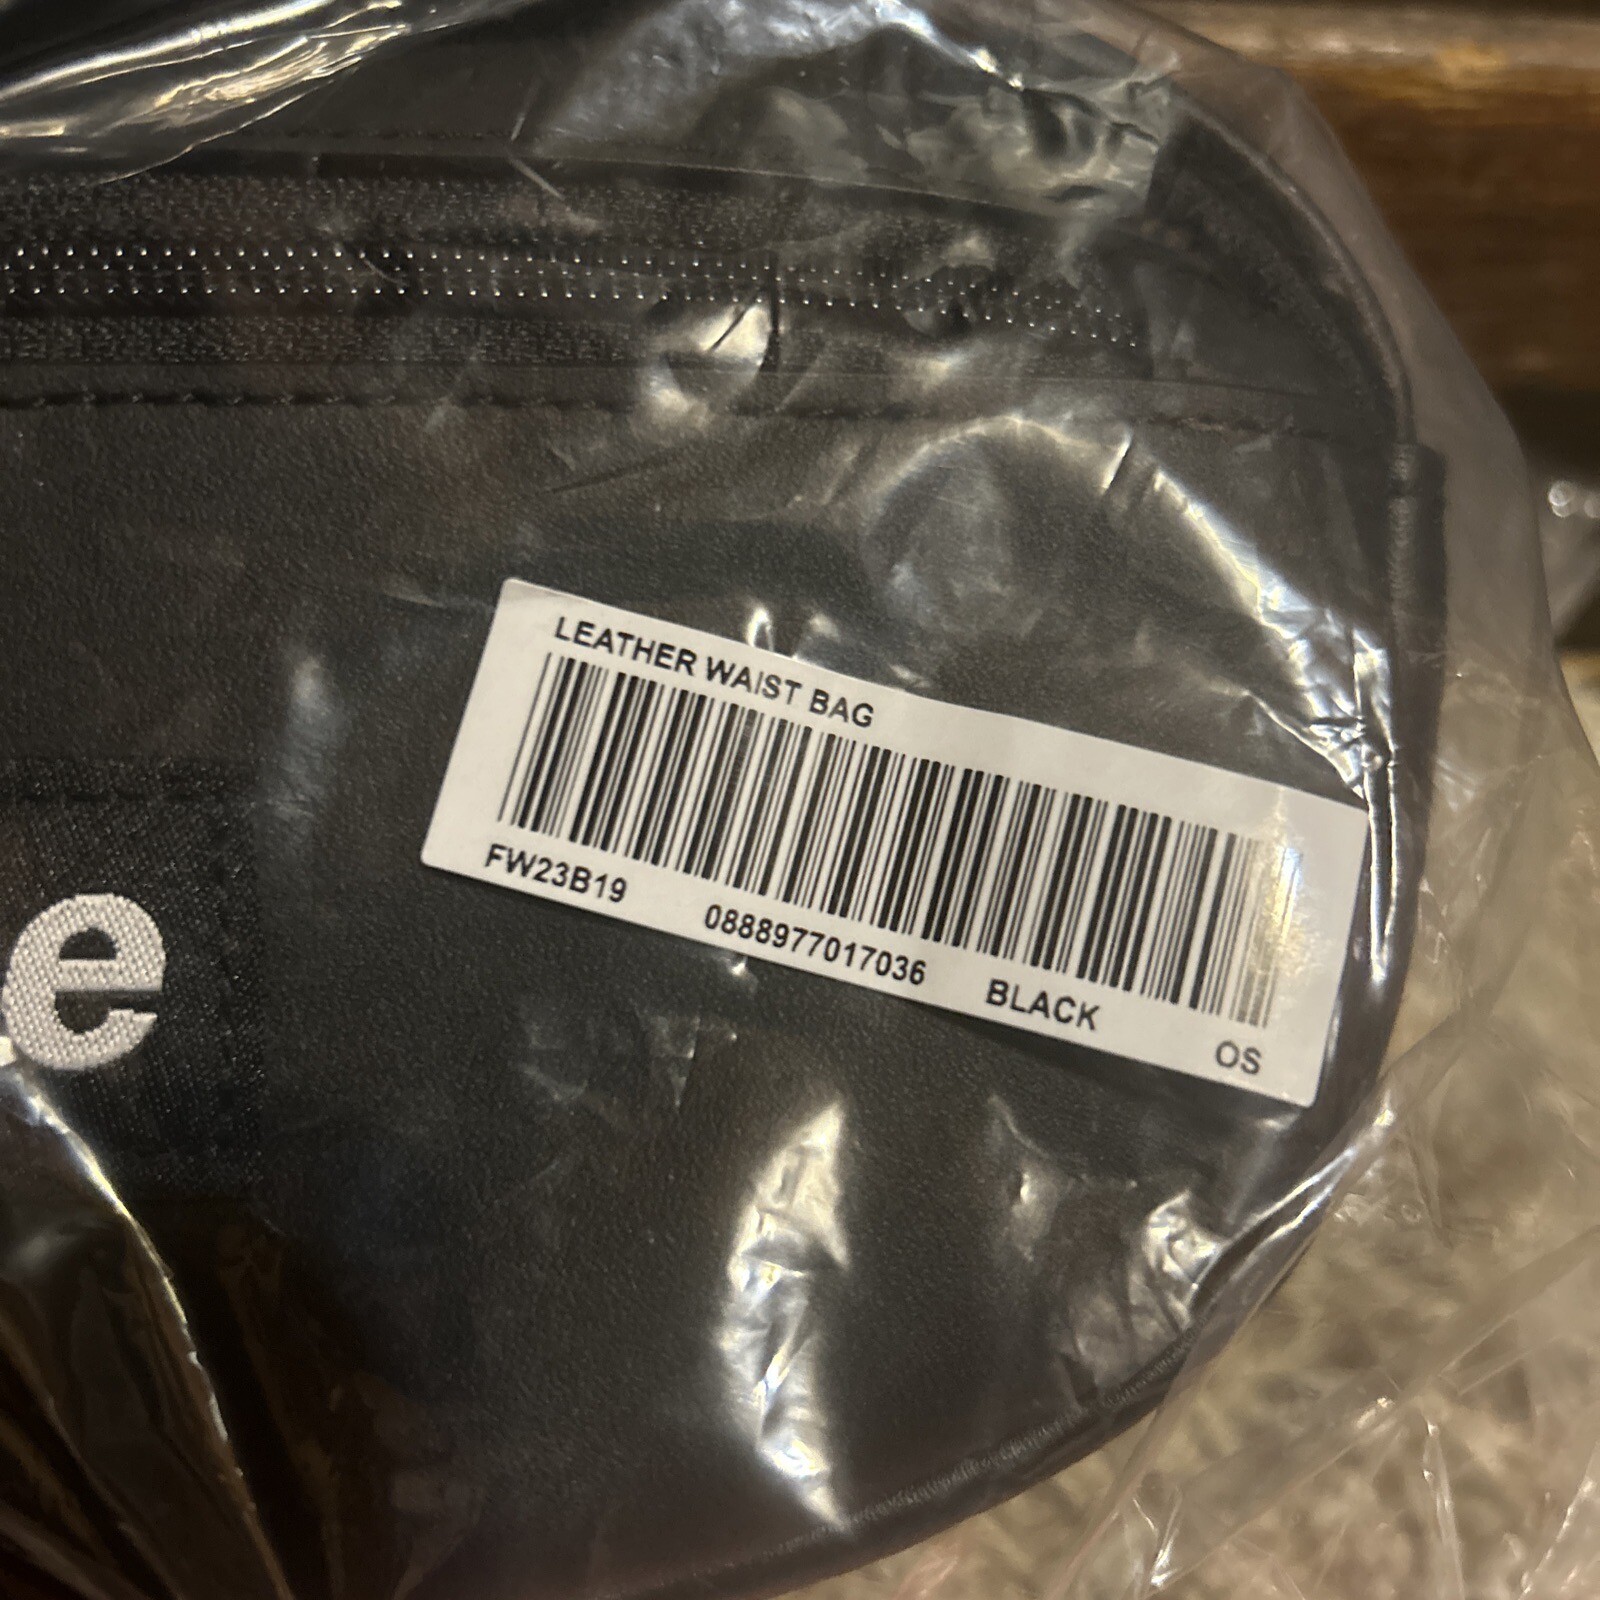 LEATHER WAIST BAG
FW23B19 0888977017036 BLACK OS
e